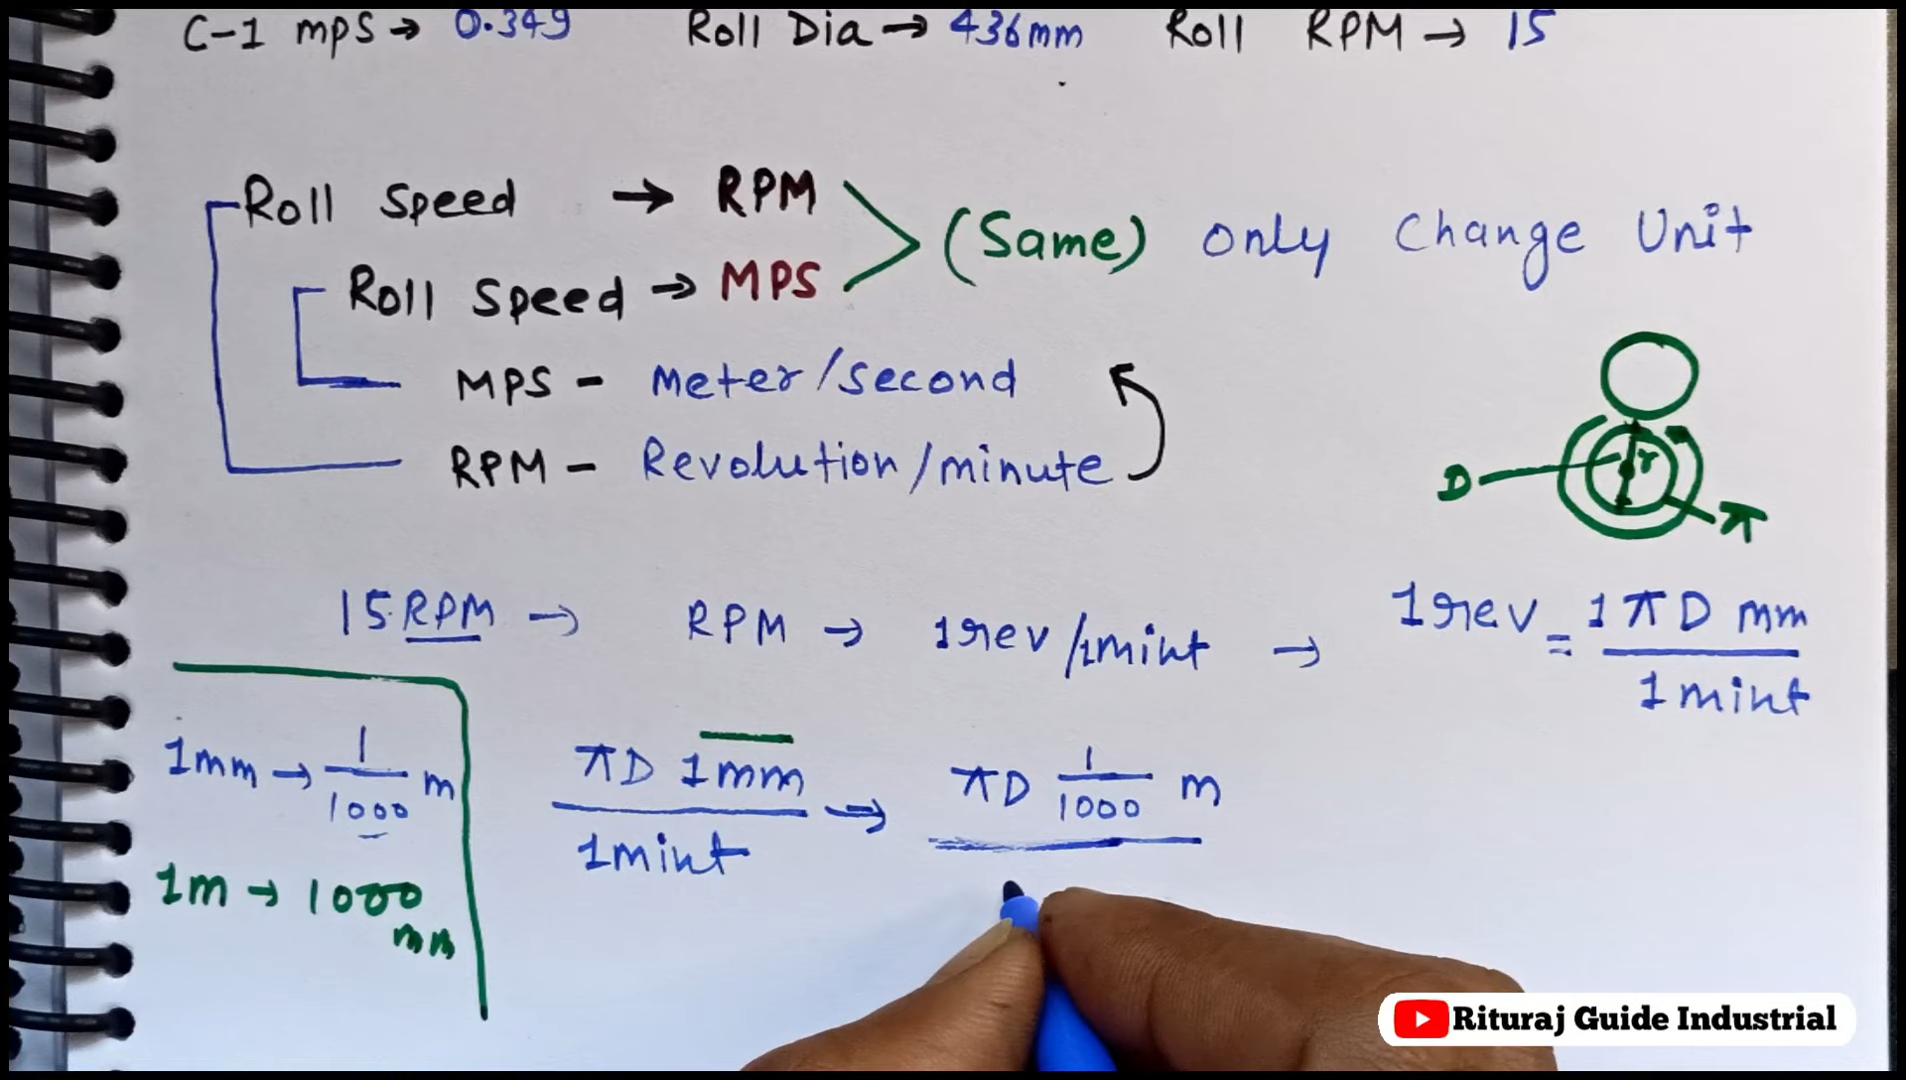 C-1 mps → 0.349 Roll Dia → 436mm Roll RPM → 15
Roll Speed → RPM
(Same) only Change Unit
Roll Speed → MPS
MPS - meter/second
RPM - Revolution/minute
D
r
π
15 RPM → RPM → 1rev/1mint → 1rev = 1πD mm / 1mint
1mm → 1/1000 m
πD 1mm / 1mint → πD 1/1000 m
1m → 1000 mm
Rituraj Guide Industrial